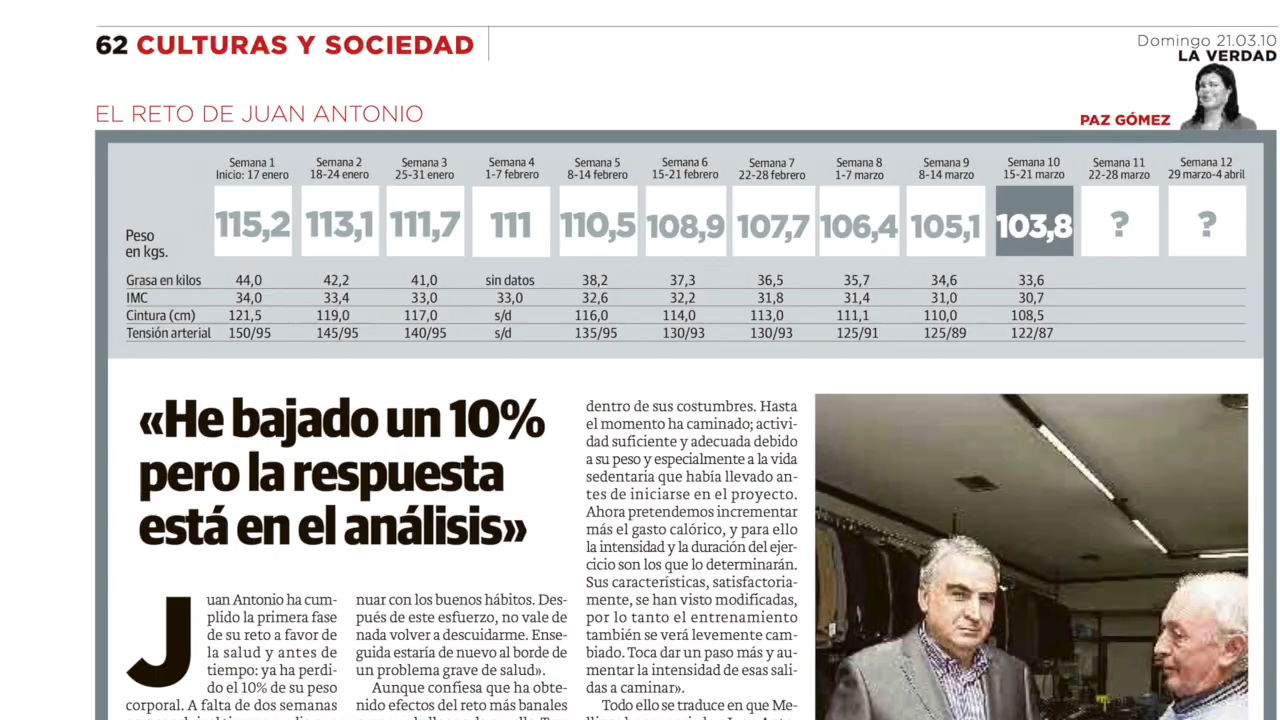 62 CULTURAS Y SOCIEDAD
Domingo 21.03.10
LA VERDAD
EL RETO DE JUAN ANTONIO
PAZ GÓMEZ
Semana 1 Semana 2 Semana 3 Semana 4 Semana 5 Semana 6 Semana 7 Semana 8 Semana 9 Semana 10 Semana 11 Semana 12
Inicio: 17 enero 18-24 enero 25-31 enero 1-7 febrero 8-14 febrero 15-21 febrero 22-28 febrero 1-7 marzo 8-14 marzo 15-21 marzo 22-28 marzo 29 marzo-4 abril
Peso
en kgs.
115,2 113,1 111,7 111 110,5 108,9 107,7 106,4 105,1 103,8 ? ?
Grasa en kilos 44,0 42,2 41,0 sin datos 38,2 37,3 36,5 35,7 34,6 33,6
IMC 34,0 33,4 33,0 33,0 32,6 32,2 31,8 31,4 31,0 30,7
Cintura (cm) 121,5 119,0 117,0 s/d 116,0 114,0 113,0 111,1 110,0 108,5
Tensión arterial 150/95 145/95 140/95 s/d 135/95 130/93 130/93 125/91 125/89 122/87
«He bajado un 10%
pero la respuesta
está en el análisis»
Juan Antonio ha cum-
plido la primera fase
de su reto a favor de
la salud y antes de
tiempo: ya ha perdi-
do el 10% de su peso
corporal. A falta de dos semanas
nuar con los buenos hábitos. Des-
pués de este esfuerzo, no vale de
nada volver a descuidarme. Ense-
guida estaría de nuevo al borde de
un problema grave de salud».
Aunque confiesa que ha obte-
nido efectos del reto más banales
dentro de sus costumbres. Hasta
el momento ha caminado; activi-
dad suficiente y adecuada debido
a su peso y especialmente a la vida
sedentaria que había llevado an-
tes de iniciarse en el proyecto.
Ahora pretendemos incrementar
más el gasto calórico, y para ello
la intensidad y la duración del ejer-
cicio son los que lo determinarán.
Sus características, satisfactoria-
mente, se han visto modificadas,
por lo tanto el entrenamiento
también se verá levemente cam-
biado. Toca dar un paso más y au-
mentar la intensidad de esas sali-
das a caminar».
Todo ello se traduce en que Me-